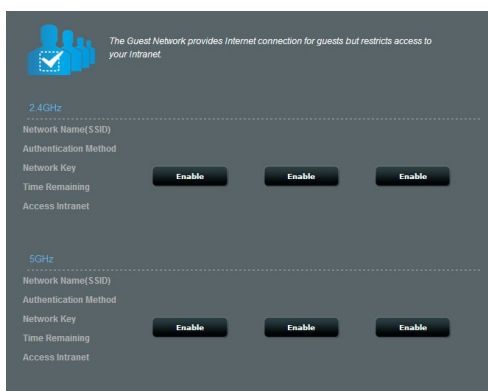 The Guest Network provides Internet connection for guests but restricts access to
your Intranet.
2.4GHz
Network Name(SSID)
Authentication Method
Network Key
Time Remaining
Access Intranet
Enable Enable Enable
5GHz
Network Name(SSID)
Authentication Method
Network Key
Time Remaining
Access Intranet
Enable Enable Enable